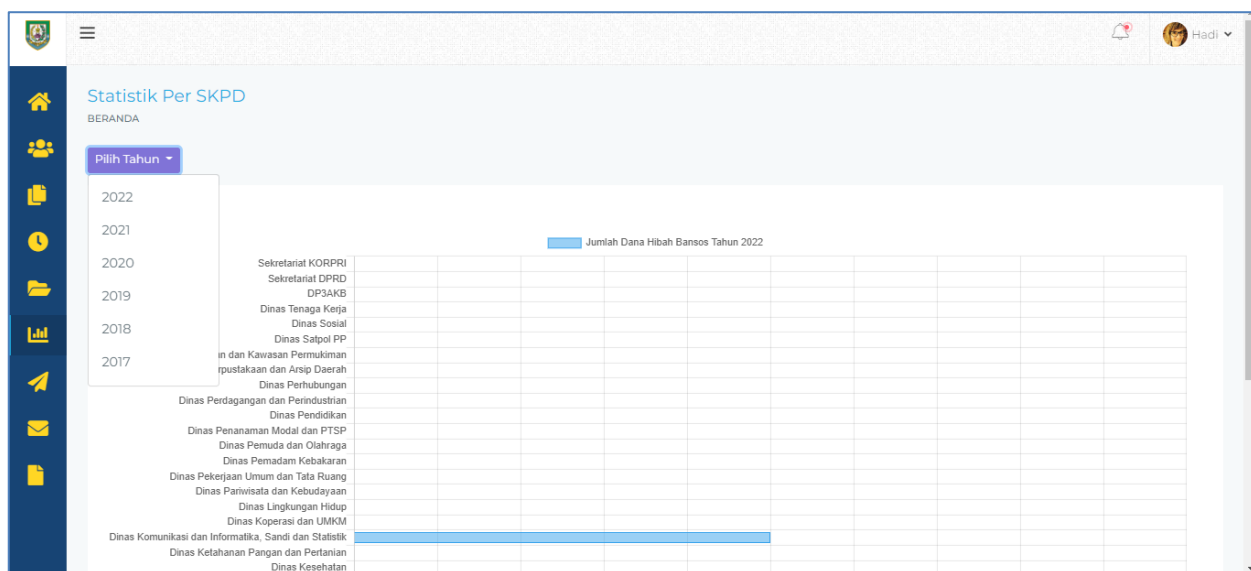 Hadi
Statistik Per SKPD
BERANDA
Pilih Tahun
2022
2021
2020
2019
2018
2017
Jumlah Dana Hibah Bansos Tahun 2022
Sekretariat KORPRI
Sekretariat DPRD
DP3AKB
Dinas Tenaga Kerja
Dinas Sosial
Dinas Satpol PP
dan Kawasan Permukiman
dan Arsip Daerah
Dinas Perhubungan
Dinas Perdagangan dan Perindustrian
Dinas Pendidikan
Dinas Penanaman Modal dan PTSP
Dinas Pemuda dan Olahraga
Dinas Pemadam Kebakaran
Dinas Pekerjaan Umum dan Tata Ruang
Dinas Pariwisata dan Kebudayaan
Dinas Lingkungan Hidup
Dinas Koperasi dan UMKM
Dinas Komunikasi dan Informatika, Sandi dan Statistik
Dinas Ketahanan Pangan dan Pertanian
Dinas Kesehatan